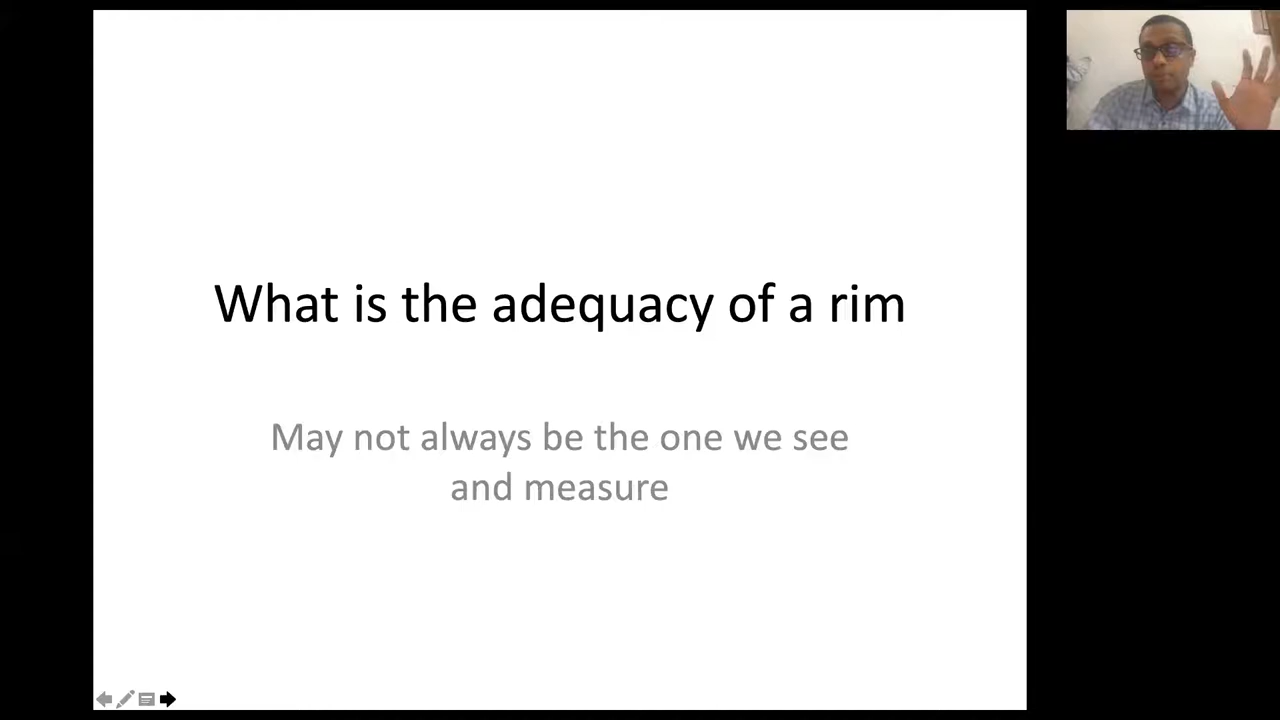 What is the adequacy of a rim
May not always be the one we see
and measure